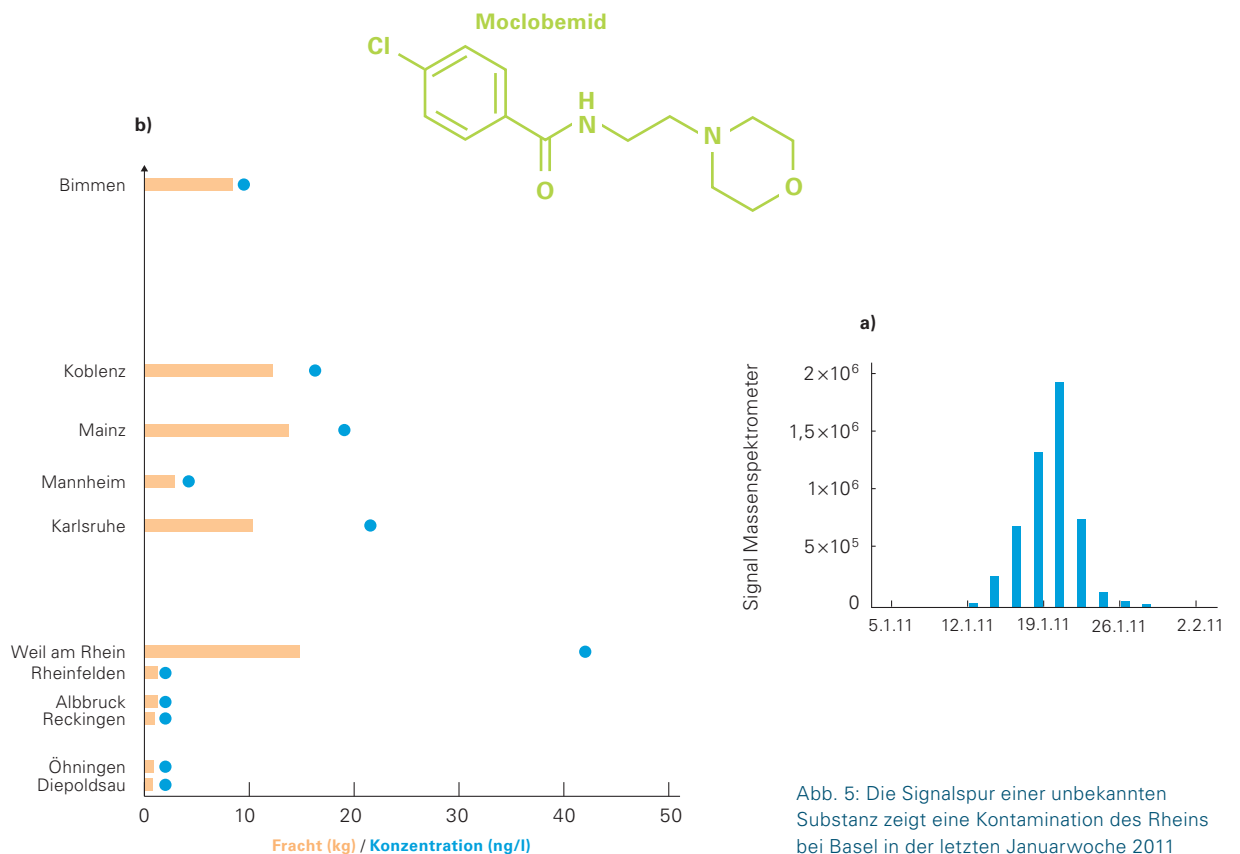 Moclobemid
Cl
H
N
O
N
O
b)
Bimmen
Koblenz
Mainz
Mannheim
Karlsruhe
Weil am Rhein
Rheinfelden
Albbruck
Reckingen
Öhningen
Diepoldsau
0 10 20 30 40 50
Fracht (kg) / Konzentration (ng/l)
a)
Signal Massenspektrometer
2×10⁶
1,5×10⁶
1×10⁶
5×10⁵
0
5.1.11 12.1.11 19.1.11 26.1.11 2.2.11
Abb. 5: Die Signalspur einer unbekannten
Substanz zeigt eine Kontamination des Rheins
bei Basel in der letzten Januarwoche 2011